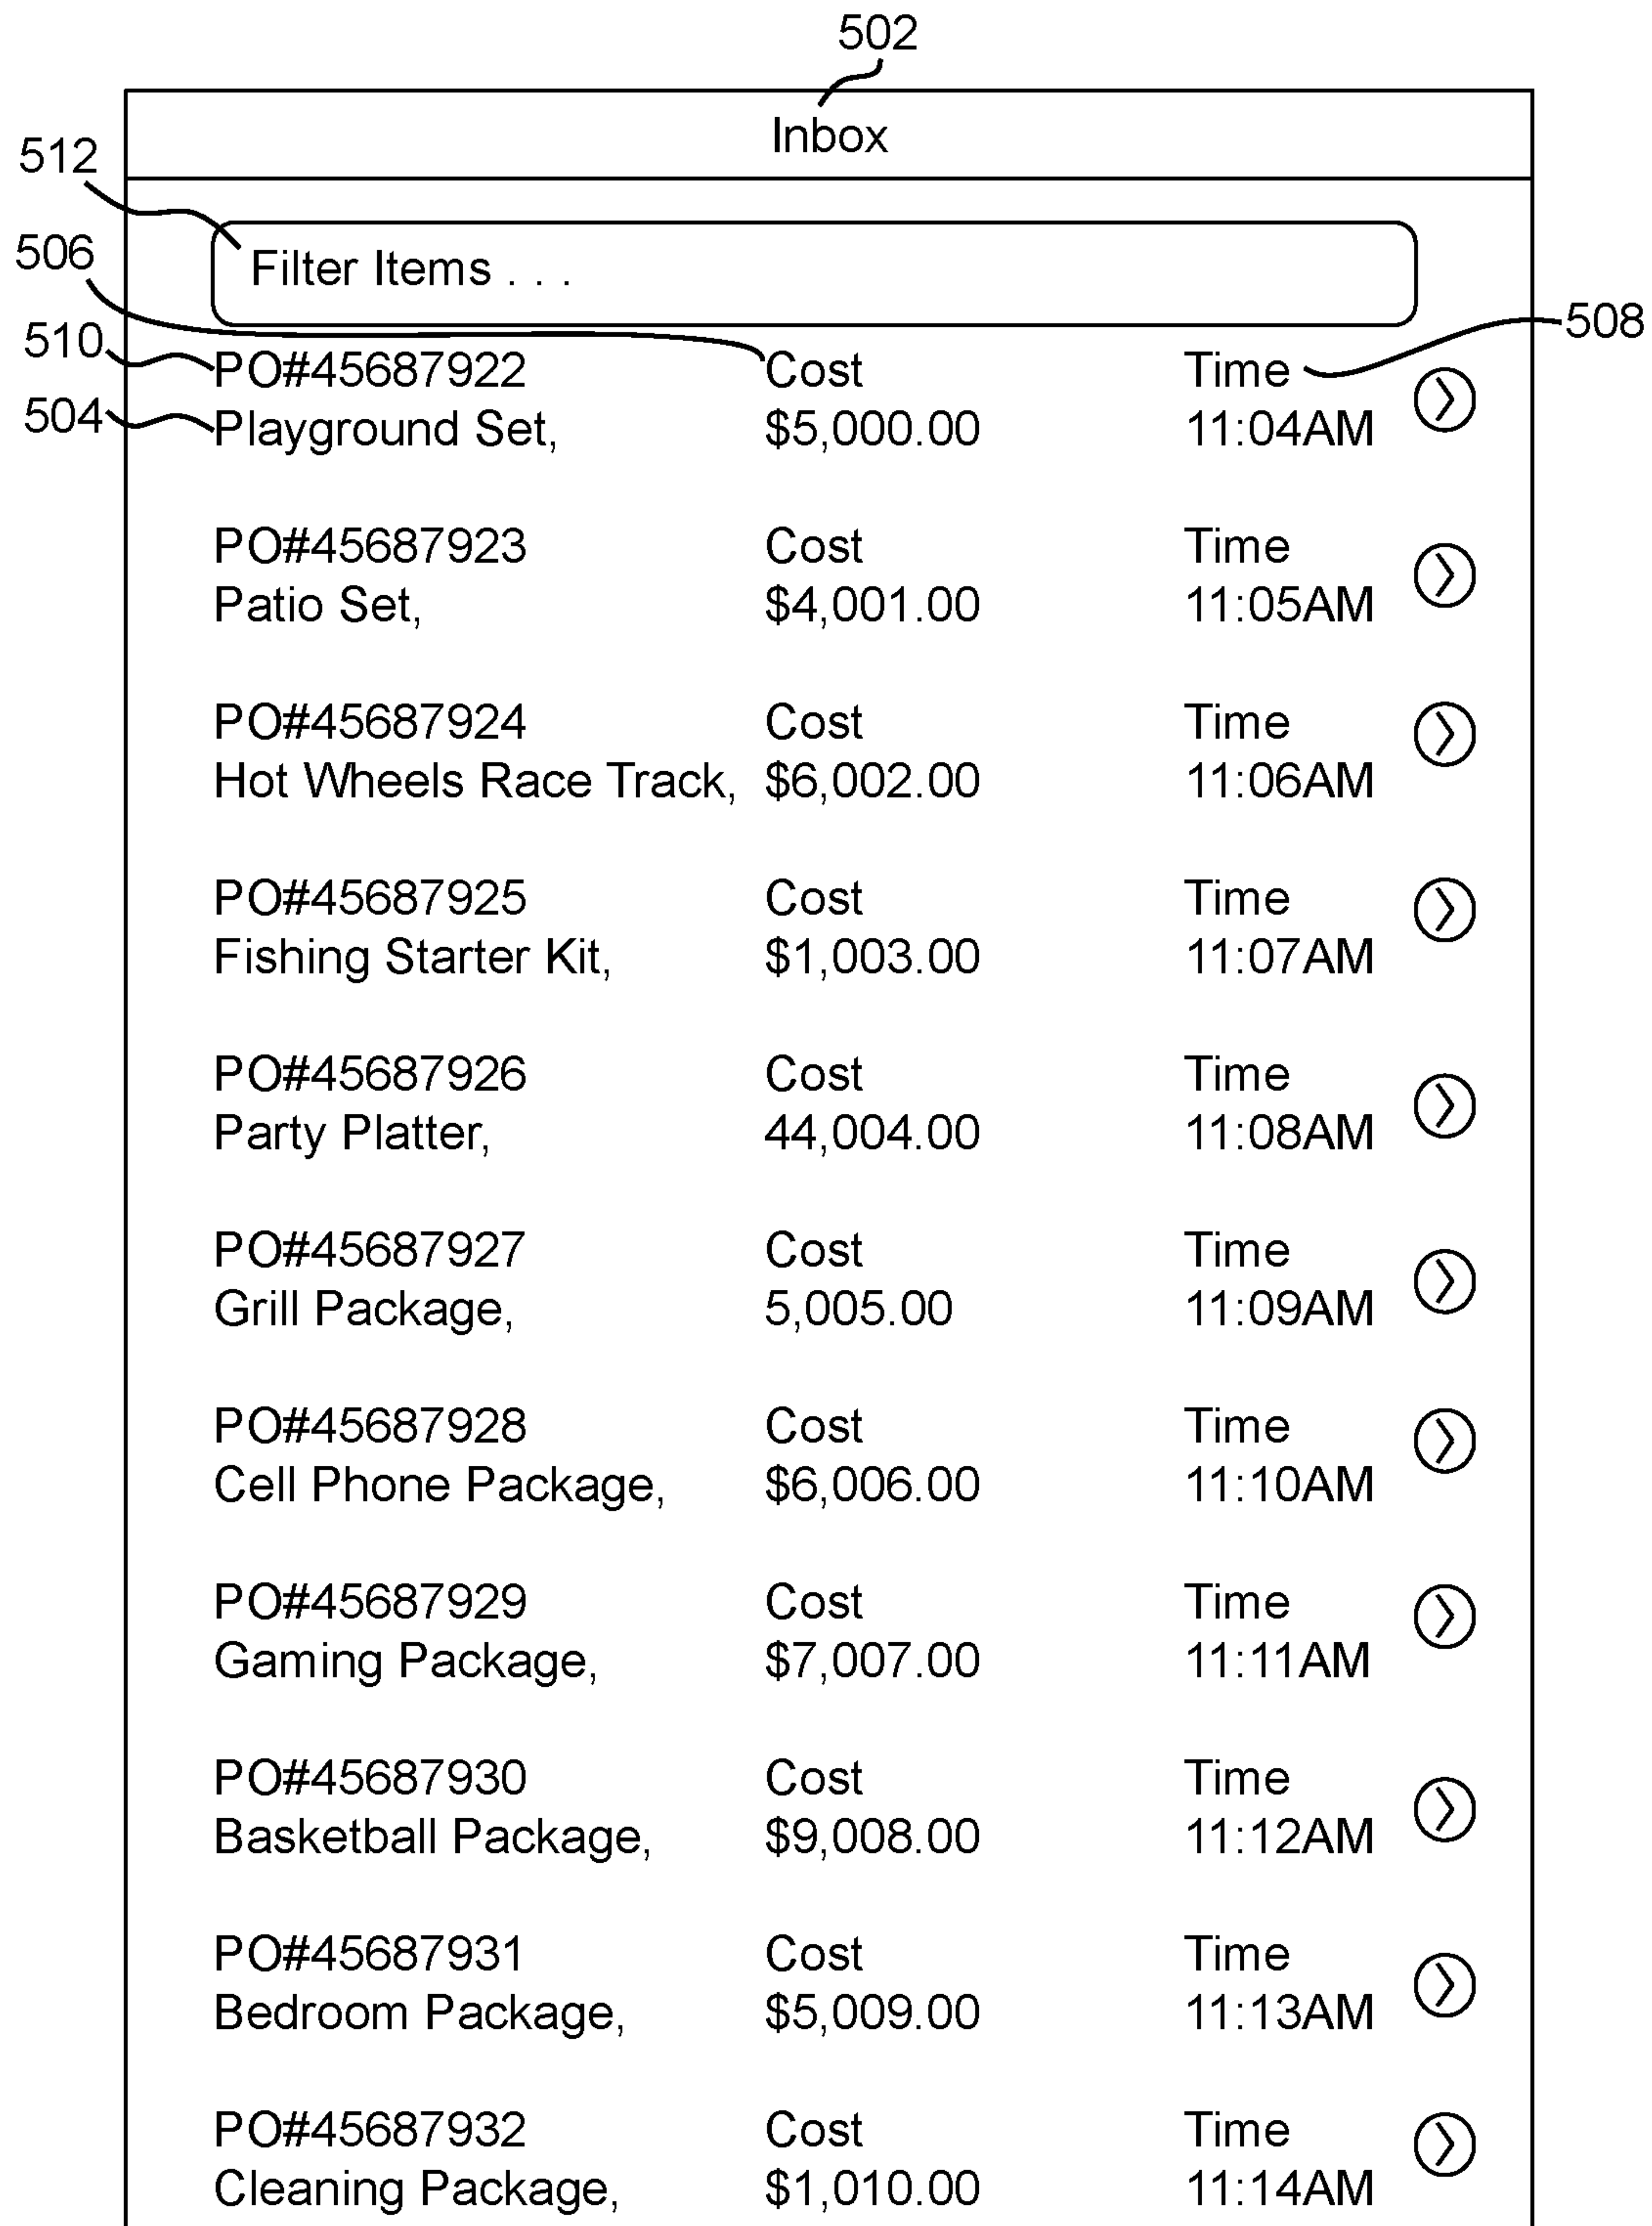 502
Inbox
512
Filter Items . . .
506
508
510 PO#45687922 Cost Time
504 Playground Set, $5,000.00 11:04AM
PO#45687923 Cost Time
Patio Set, $4,001.00 11:05AM
PO#45687924 Cost Time
Hot Wheels Race Track, $6,002.00 11:06AM
PO#45687925 Cost Time
Fishing Starter Kit, $1,003.00 11:07AM
PO#45687926 Cost Time
Party Platter, 44,004.00 11:08AM
PO#45687927 Cost Time
Grill Package, 5,005.00 11:09AM
PO#45687928 Cost Time
Cell Phone Package, $6,006.00 11:10AM
PO#45687929 Cost Time
Gaming Package, $7,007.00 11:11AM
PO#45687930 Cost Time
Basketball Package, $9,008.00 11:12AM
PO#45687931 Cost Time
Bedroom Package, $5,009.00 11:13AM
PO#45687932 Cost Time
Cleaning Package, $1,010.00 11:14AM